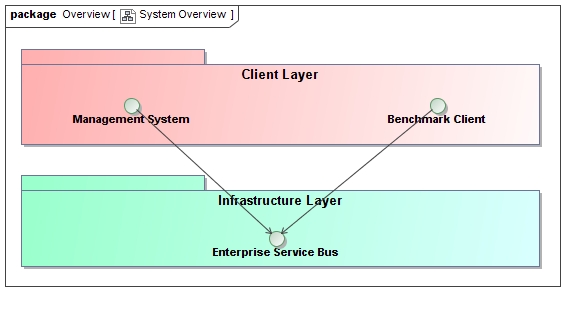 package Overview [ System Overview ]
Client Layer
Management System
Benchmark Client
Infrastructure Layer
Enterprise Service Bus